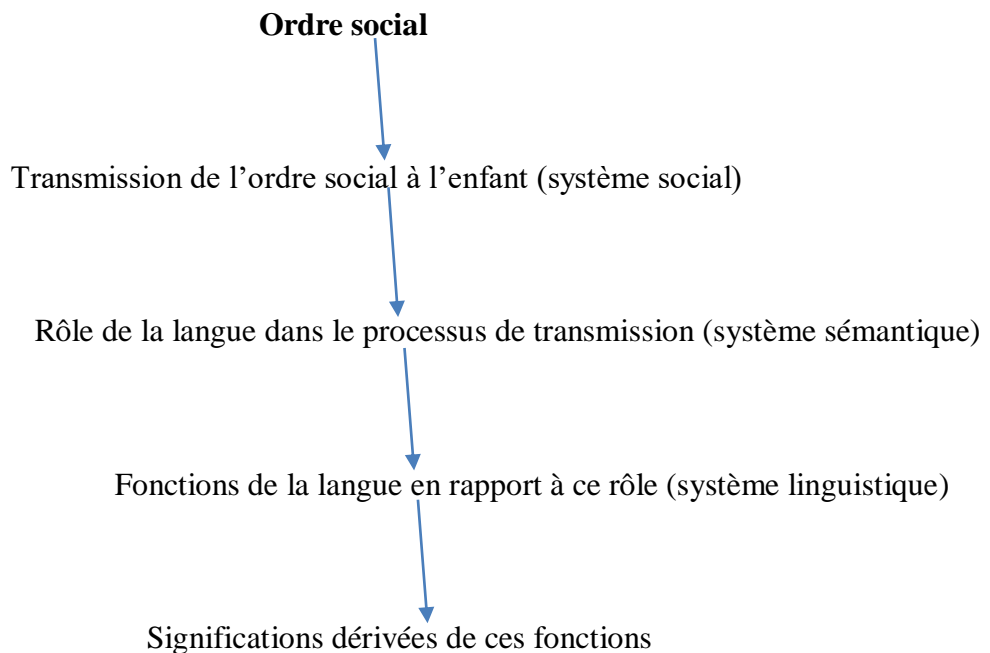 Ordre social
Transmission de l’ordre social à l’enfant (système social)
Rôle de la langue dans le processus de transmission (système sémantique)
Fonctions de la langue en rapport à ce rôle (système linguistique)
Significations dérivées de ces fonctions